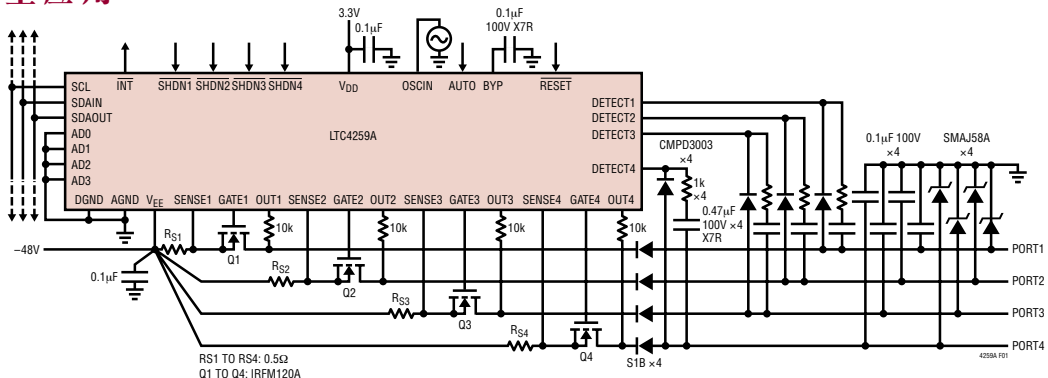 3.3V
0.1µF
0.1µF
100V X7R
SCL
INT
SHDN1 SHDN2 SHDN3 SHDN4
VDD
OSCIN
AUTO BYP
RESET
SDAIN
SDAOUT
AD0
AD1
AD2
AD3
LTC4259A
DETECT1
DETECT2
DETECT3
DETECT4
CMPD3003
×4
0.1µF 100V
×4
SMAJ58A
×4
1k
×4
0.47µF
100V ×4
X7R
DGND AGND VEE SENSE1 GATE1 OUT1 SENSE2 GATE2 OUT2 SENSE3 GATE3 OUT3 SENSE4 GATE4 OUT4
10k
10k
10k
10k
–48V
RS1
Q1
PORT1
0.1µF
RS2
Q2
PORT2
RS3
Q3
PORT3
RS4
Q4
S1B ×4
PORT4
4259A F01
RS1 TO RS4: 0.5Ω
Q1 TO Q4: IRFM120A